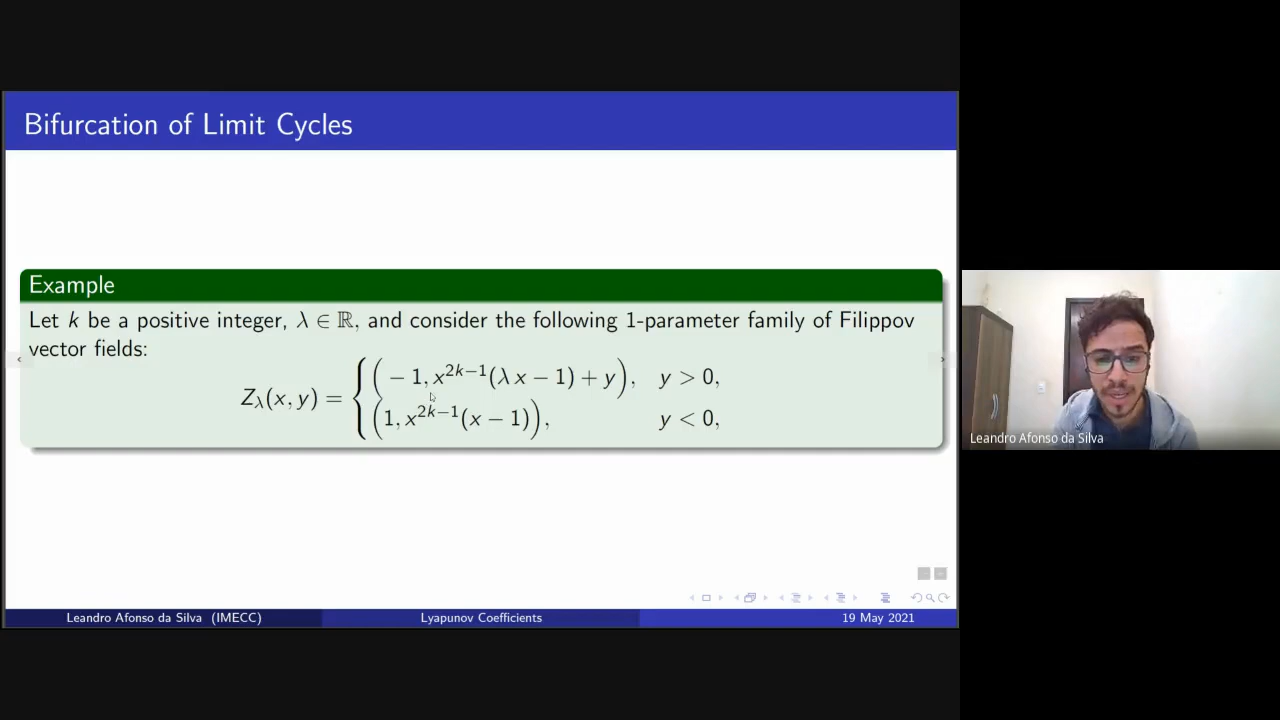 Bifurcation of Limit Cycles
Example
Let k be a positive integer, λ ∈ ℝ, and consider the following 1-parameter family of Filippov
vector fields:
Z_λ(x, y) = { (−1, x^{2k−1}(λ x − 1) + y), y > 0,
(1, x^{2k−1}(x − 1)), y < 0,
Leandro Afonso da Silva
Leandro Afonso da Silva (IMECC)
Lyapunov Coefficients
19 May 2021